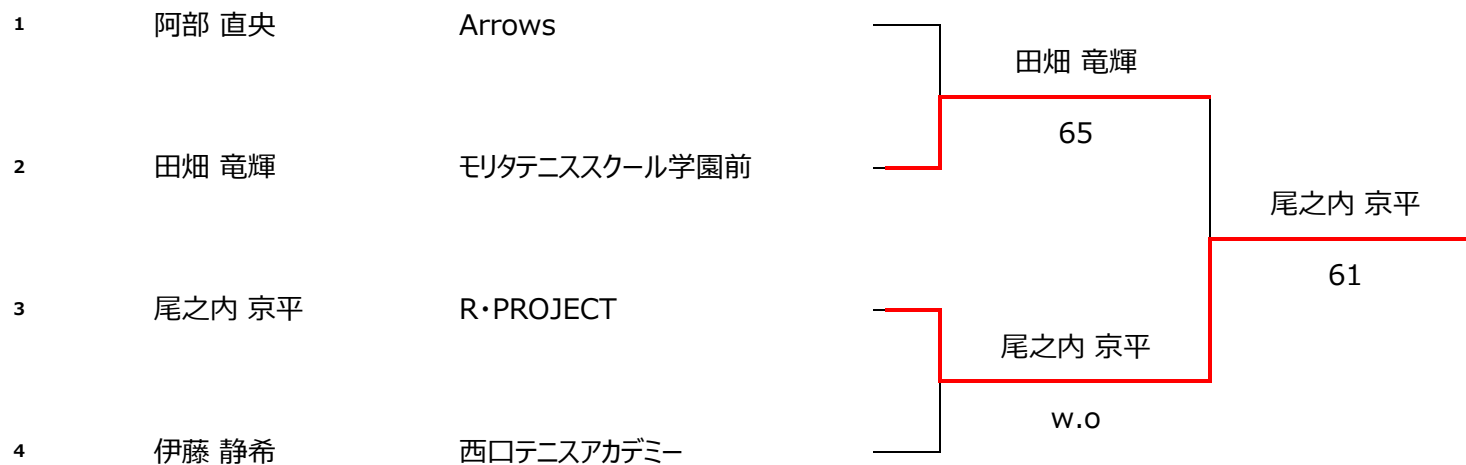 1 阿部 直央 Arrows
田畑 竜輝
65
2 田畑 竜輝 モリタテニススクール学園前
尾之内 京平
61
3 尾之内 京平 R・PROJECT
尾之内 京平
w.o
4 伊藤 静希 西口テニスアカデミー